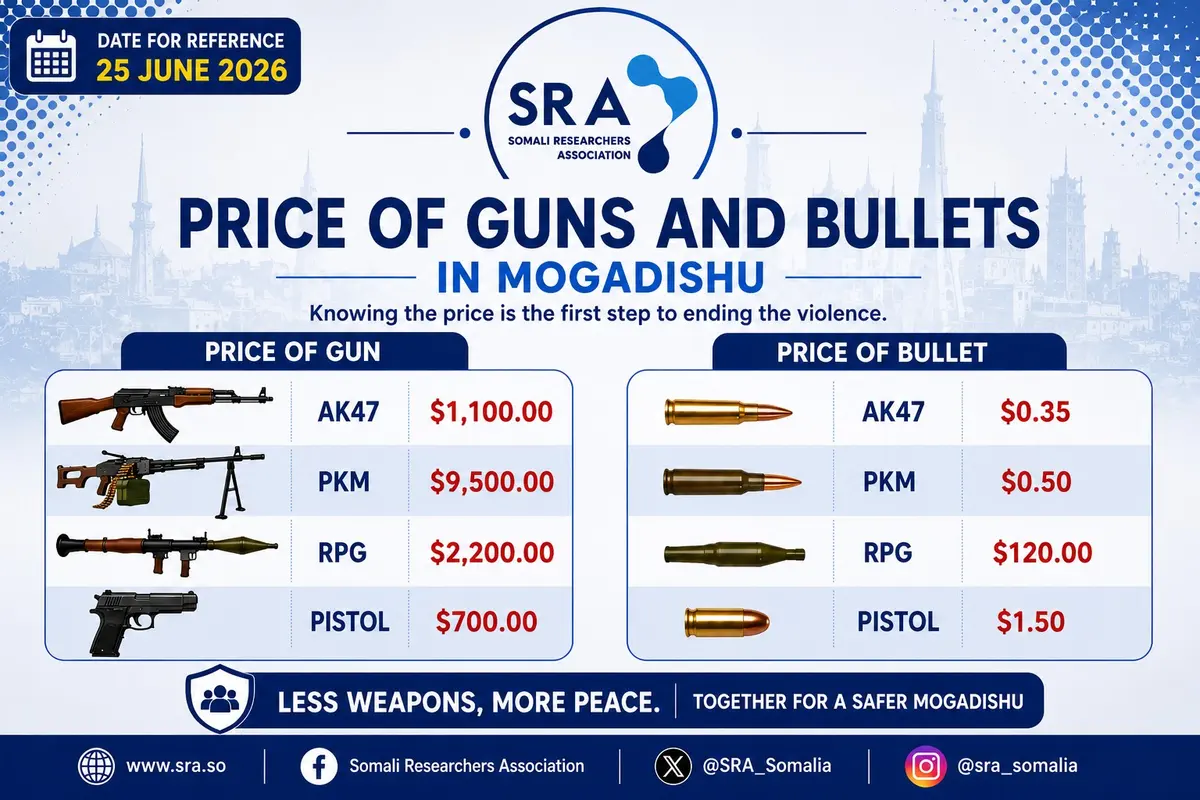 DATE FOR REFERENCE
25 JUNE 2026
SRA
SOMALI RESEARCHERS
ASSOCIATION
PRICE OF GUNS AND BULLETS
IN MOGADISHU
Knowing the price is the first step to ending the violence.
PRICE OF GUN
AK47 $1,100.00
PKM $9,500.00
RPG $2,200.00
PISTOL $700.00
PRICE OF BULLET
AK47 $0.35
PKM $0.50
RPG $120.00
PISTOL $1.50
LESS WEAPONS, MORE PEACE. TOGETHER FOR A SAFER MOGADISHU
www.sra.so Somali Researchers Association @SRA_Somalia @sra_somalia